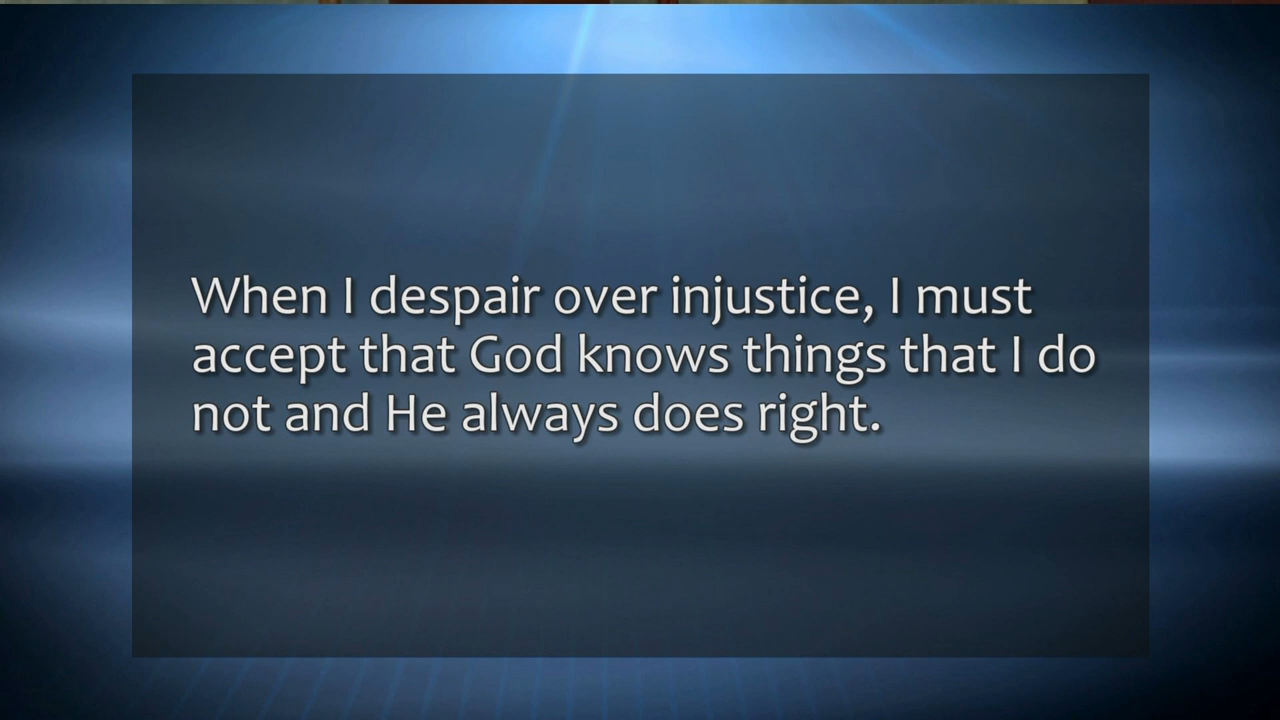 When I despair over injustice, I must
accept that God knows things that I do
not and He always does right.